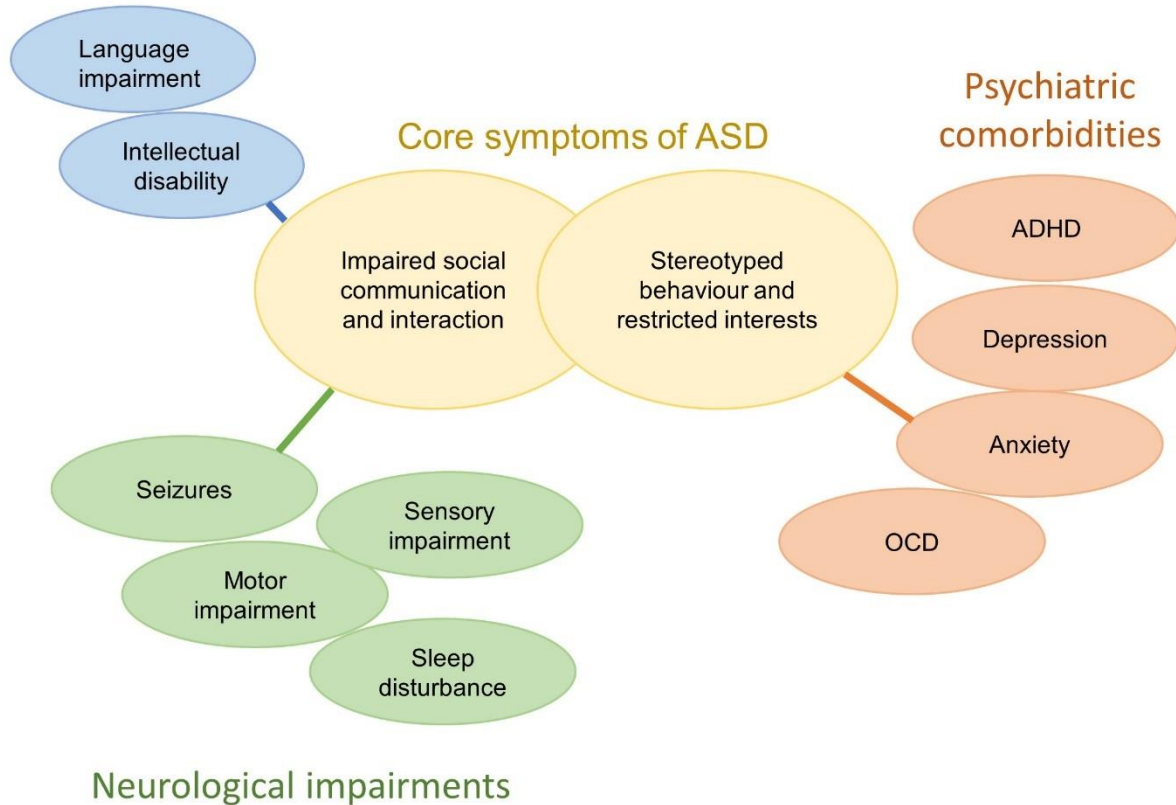 Language
impairment
Intellectual
disability
Core symptoms of ASD
Impaired social
communication
and interaction
Stereotyped
behaviour and
restricted interests
Psychiatric
comorbidities
ADHD
Depression
Anxiety
OCD
Seizures
Sensory
impairment
Motor
impairment
Sleep
disturbance
Neurological impairments